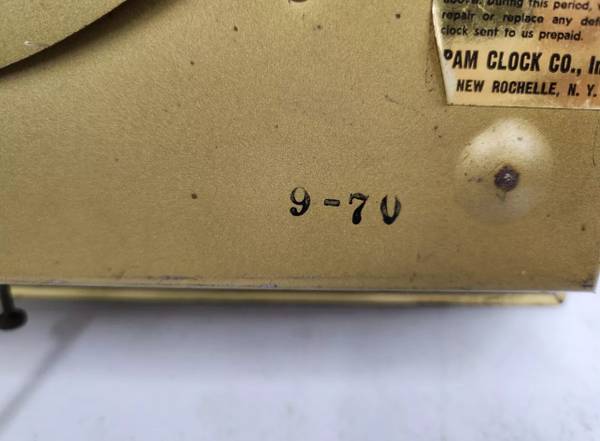 above. During this period, w
repair or replace any def
clock sent to us prepaid.
PAM CLOCK CO., In
NEW ROCHELLE, N. Y.
9-70